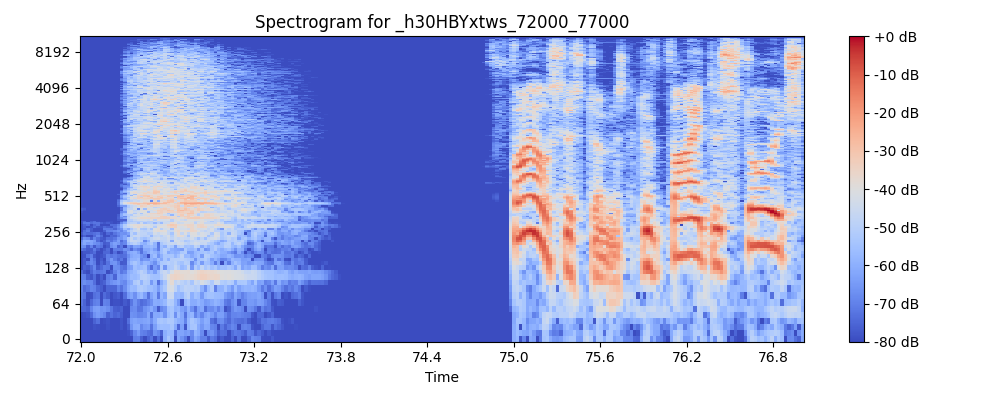 Spectrogram for _h30HBYxtws_72000_77000
8192
4096
2048
1024
512
256
128
64
0
Hz
72.0 72.6 73.2 73.8 74.4 75.0 75.6 76.2 76.8
Time
+0 dB
-10 dB
-20 dB
-30 dB
-40 dB
-50 dB
-60 dB
-70 dB
-80 dB